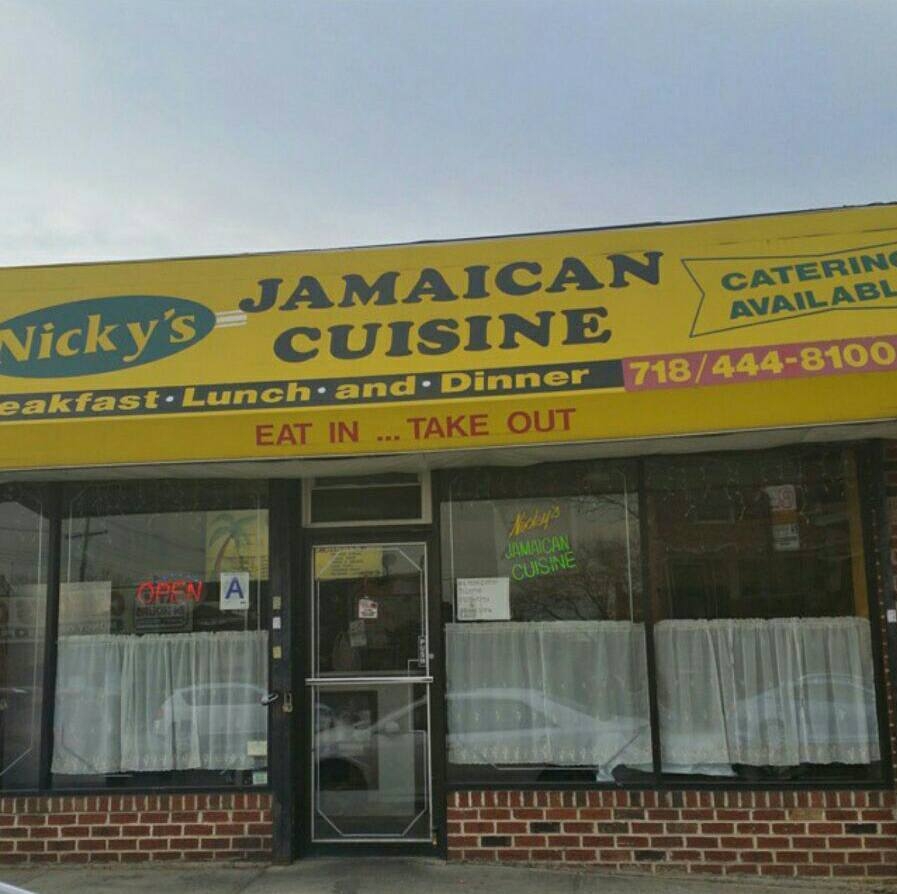 Nicky's
JAMAICAN
CUISINE
CATERING
AVAILABL
eakfast · Lunch · and · Dinner
718/444-8100
EAT IN ... TAKE OUT
OPEN
A
Nicky's
JAMAICAN
CUISINE
PUSH